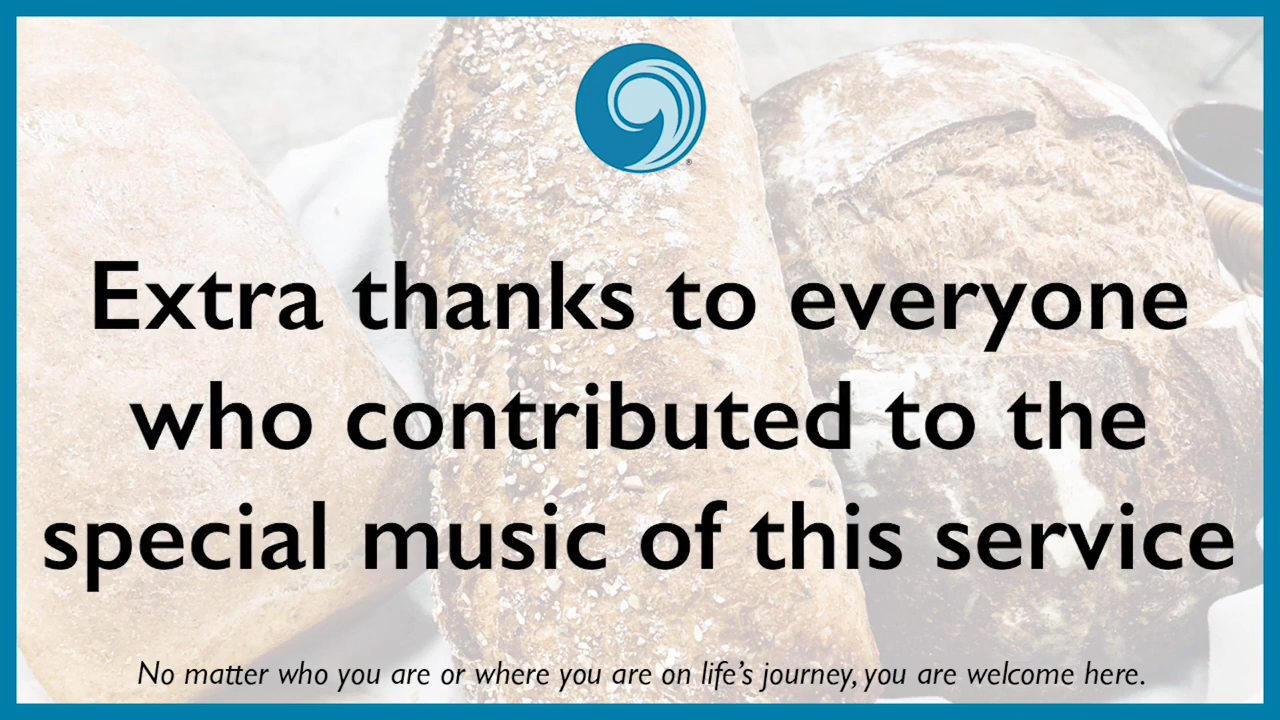 Extra thanks to everyone
who contributed to the
special music of this service
No matter who you are or where you are on life's journey, you are welcome here.